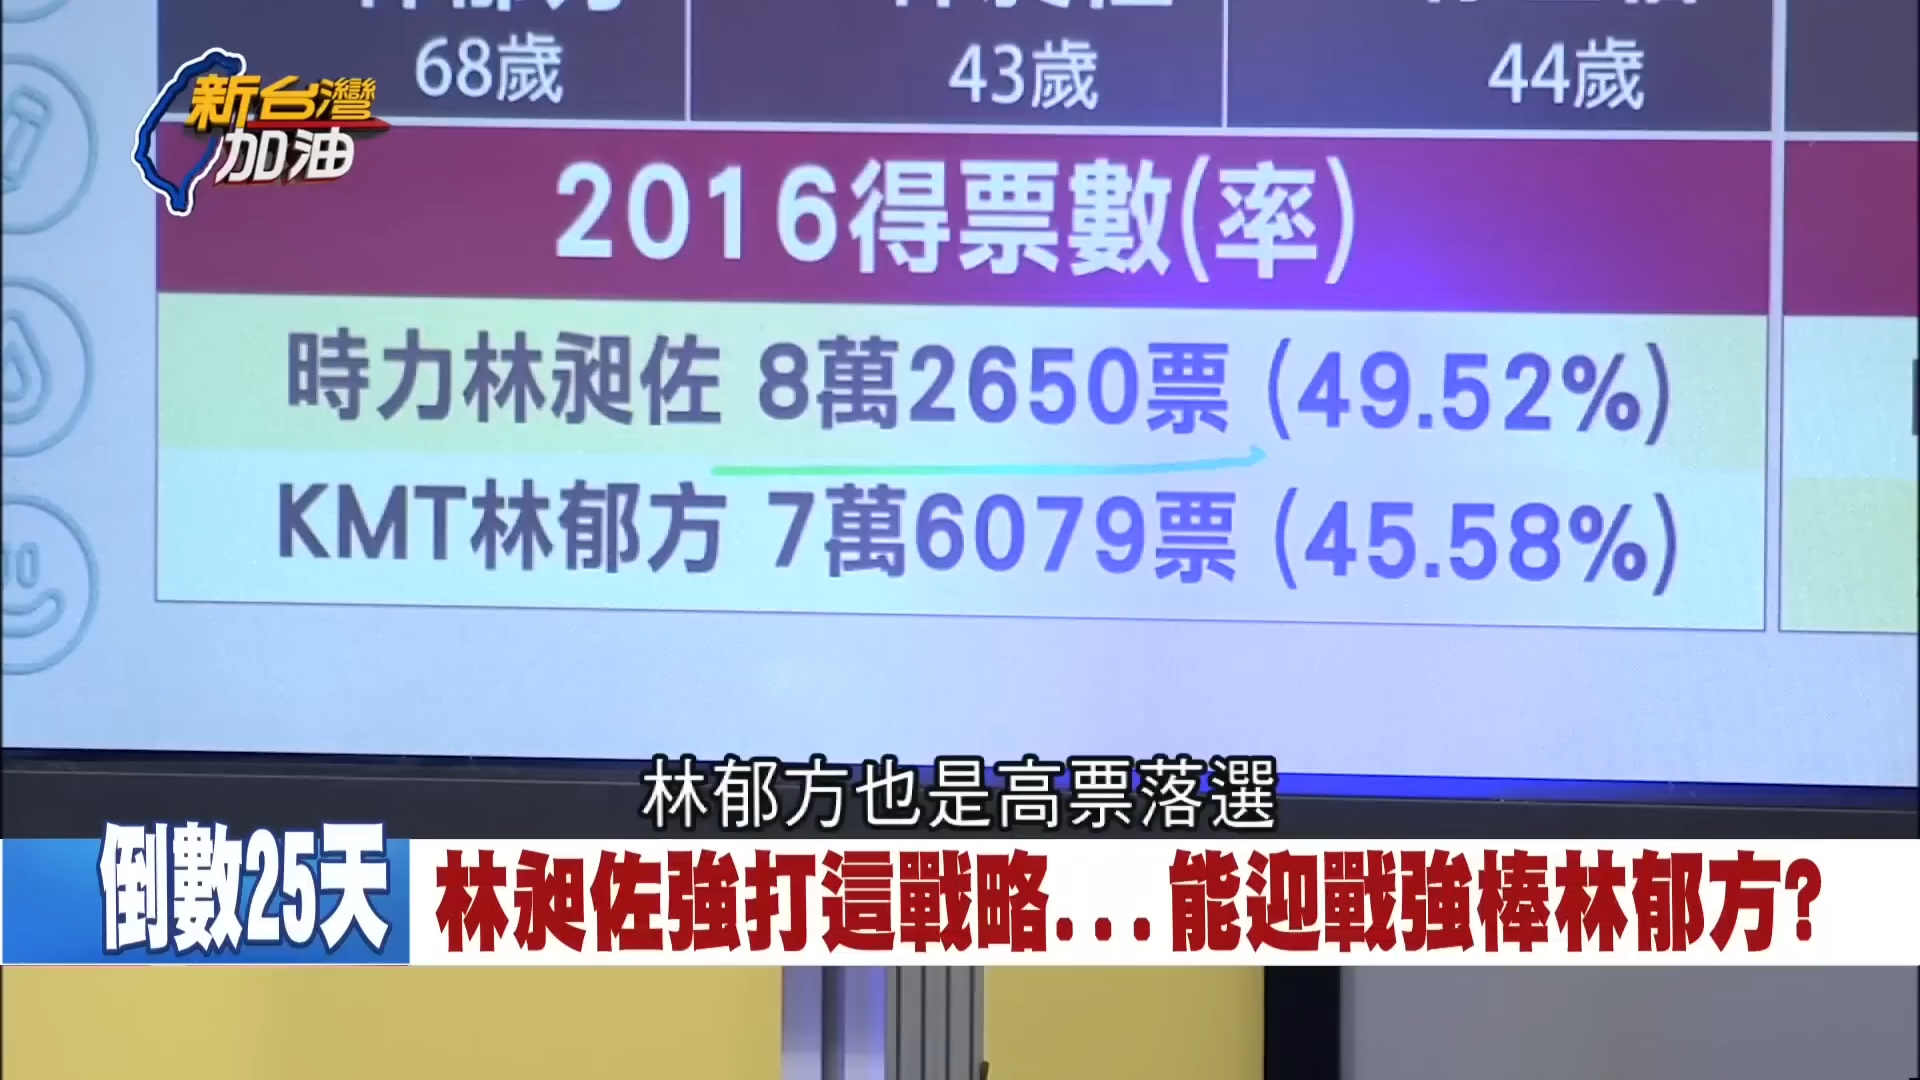 68歲
43歲
44歲
新台灣
加油
2016得票數(率)
時力林昶佐 8萬2650票 (49.52%)
KMT林郁方 7萬6079票 (45.58%)
林郁方也是高票落選
倒數25天
林昶佐強打這戰略...能迎戰強棒林郁方?